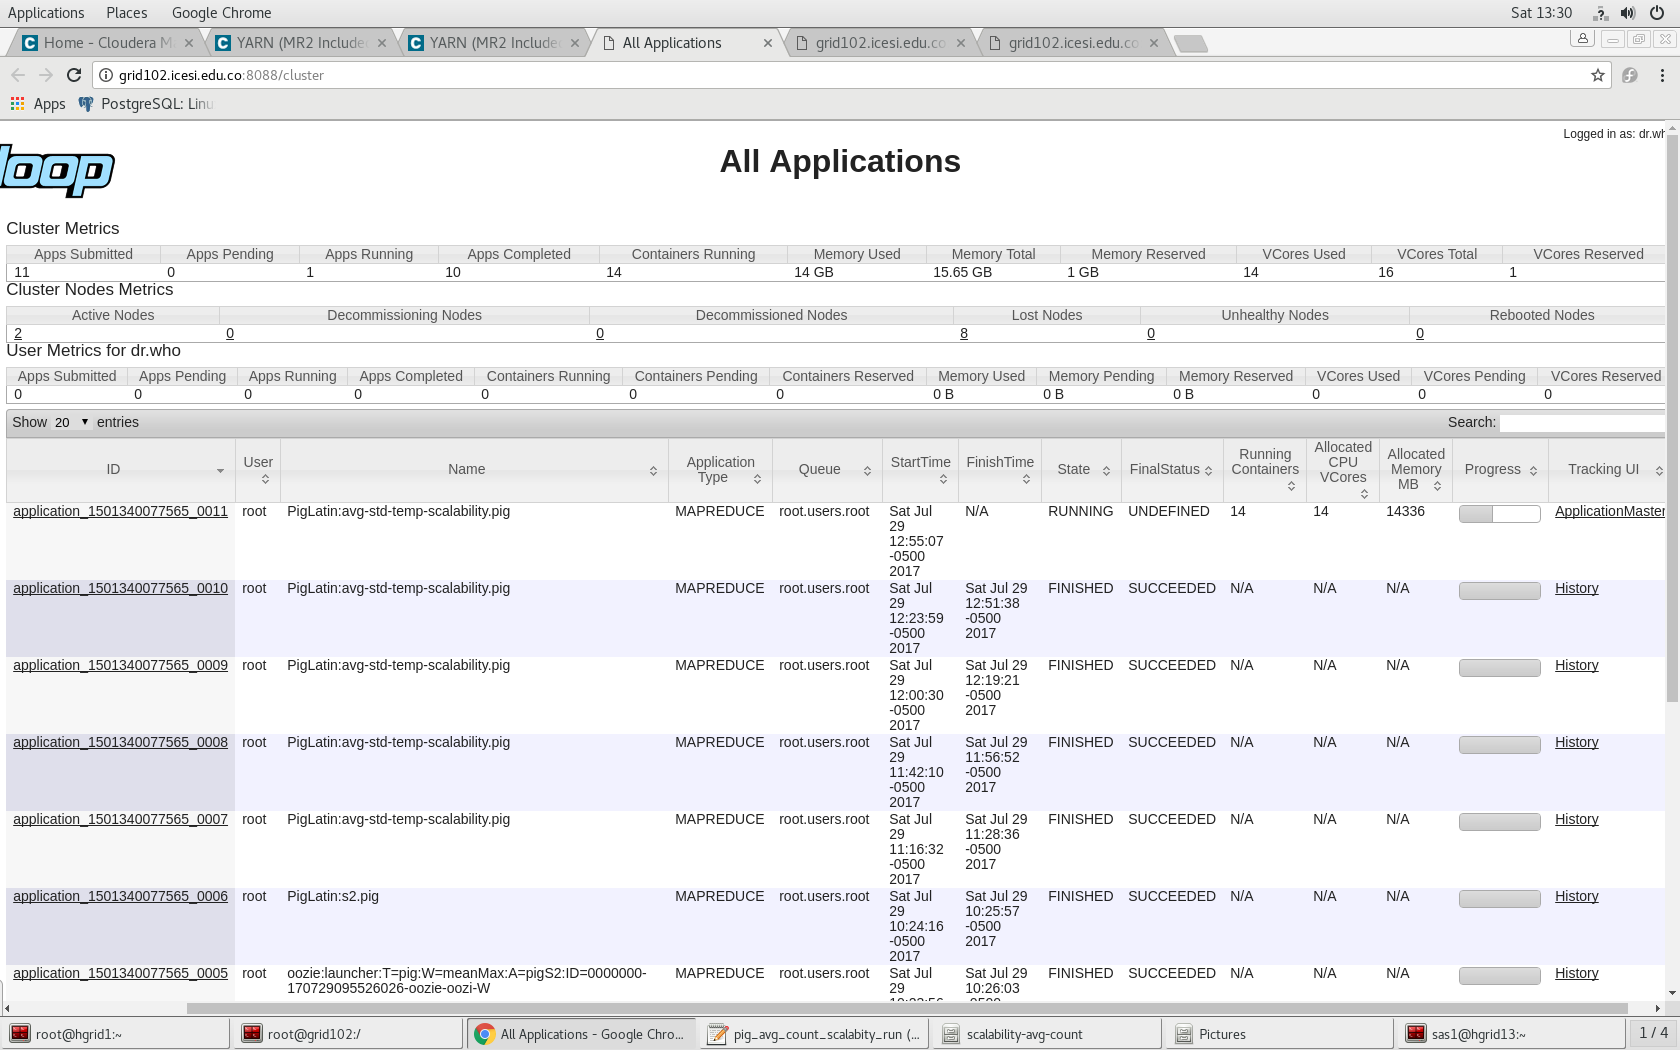 Applications Places Google Chrome Sat 13:30
Home - Cloudera M YARN (MR2 Include YARN (MR2 Include All Applications grid102.icesi.edu.co grid102.icesi.edu.co
grid102.icesi.edu.co:8088/cluster
Apps PostgreSQL: Linu
Logged in as: dr.wh
loop
All Applications
Cluster Metrics
Apps Submitted Apps Pending Apps Running Apps Completed Containers Running Memory Used Memory Total Memory Reserved VCores Used VCores Total VCores Reserved
11 0 1 10 14 14 GB 15.65 GB 1 GB 14 16 1
Cluster Nodes Metrics
Active Nodes Decommissioning Nodes Decommissioned Nodes Lost Nodes Unhealthy Nodes Rebooted Nodes
2 0 0 8 0 0
User Metrics for dr.who
Apps Submitted Apps Pending Apps Running Apps Completed Containers Running Containers Pending Containers Reserved Memory Used Memory Pending Memory Reserved VCores Used VCores Pending VCores Reserved
0 0 0 0 0 0 0 0 B 0 B 0 B 0 0 0
Show 20 entries Search:
ID User Name Application Type Queue StartTime FinishTime State FinalStatus Running Containers Allocated CPU VCores Allocated Memory MB Progress Tracking UI
application_1501340077565_0011 root PigLatin:avg-std-temp-scalability.pig MAPREDUCE root.users.root Sat Jul N/A RUNNING UNDEFINED 14 14 14336 ApplicationMaster
29
12:55:07
-0500
2017
application_1501340077565_0010 root PigLatin:avg-std-temp-scalability.pig MAPREDUCE root.users.root Sat Jul Sat Jul 29 FINISHED SUCCEEDED N/A N/A N/A History
29 12:51:38
12:23:59 -0500
-0500 2017
2017
application_1501340077565_0009 root PigLatin:avg-std-temp-scalability.pig MAPREDUCE root.users.root Sat Jul Sat Jul 29 FINISHED SUCCEEDED N/A N/A N/A History
29 12:19:21
12:00:30 -0500
-0500 2017
2017
application_1501340077565_0008 root PigLatin:avg-std-temp-scalability.pig MAPREDUCE root.users.root Sat Jul Sat Jul 29 FINISHED SUCCEEDED N/A N/A N/A History
29 11:56:52
11:42:10 -0500
-0500 2017
2017
application_1501340077565_0007 root PigLatin:avg-std-temp-scalability.pig MAPREDUCE root.users.root Sat Jul Sat Jul 29 FINISHED SUCCEEDED N/A N/A N/A History
29 11:28:36
11:16:32 -0500
-0500 2017
2017
application_1501340077565_0006 root PigLatin:s2.pig MAPREDUCE root.users.root Sat Jul Sat Jul 29 FINISHED SUCCEEDED N/A N/A N/A History
29 10:25:57
10:24:16 -0500
-0500 2017
2017
application_1501340077565_0005 root oozie:launcher:T=pig:W=meanMax:A=pigS2:ID=0000000- MAPREDUCE root.users.root Sat Jul Sat Jul 29 FINISHED SUCCEEDED N/A N/A N/A History
170729095526026-oozie-oozi-W 29 10:26:03
root@hgrid1:~ root@grid102:/ All Applications - Google Chro... pig_avg_count_scalabity_run (... scalability-avg-count Pictures sas1@hgrid13:~ 1 / 4